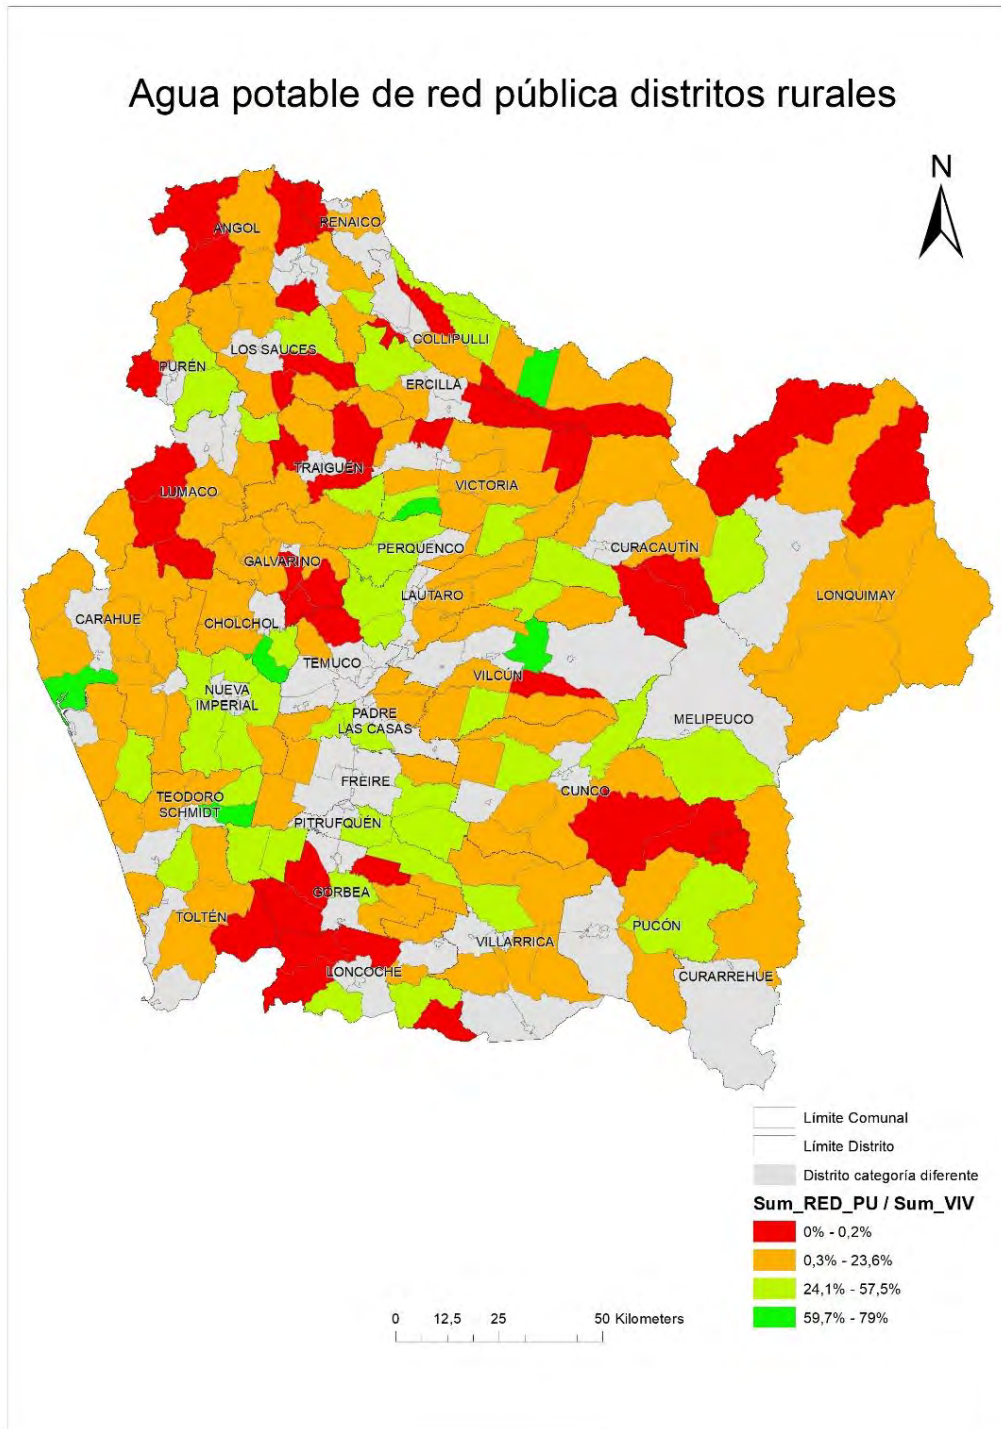 Agua potable de red pública distritos rurales
N
ANGOL
RENAICO
COLLIPULLI
LOS SAUCES
PURÉN
ERCILLA
TRAIGUÉN
LUMACO
VICTORIA
PERQUENCO
CURACAUTÍN
GALVARINO
LAUTARO
LONQUIMAY
CARAHUE
CHOLCHOL
TEMUCO
VILCÚN
NUEVA
IMPERIAL
PADRE
LAS CASAS
MELIPEUCO
FREIRE
CUNCO
TEODORO
SCHMIDT
PITRUFQUÉN
GORBEA
TOLTÉN
PUCÓN
VILLARRICA
LONCOCHE
CURARREHUE
Límite Comunal
Límite Distrito
Distrito categoría diferente
Sum_RED_PU / Sum_VIV
0% - 0,2%
0,3% - 23,6%
24,1% - 57,5%
59,7% - 79%
0 12,5 25 50 Kilometers